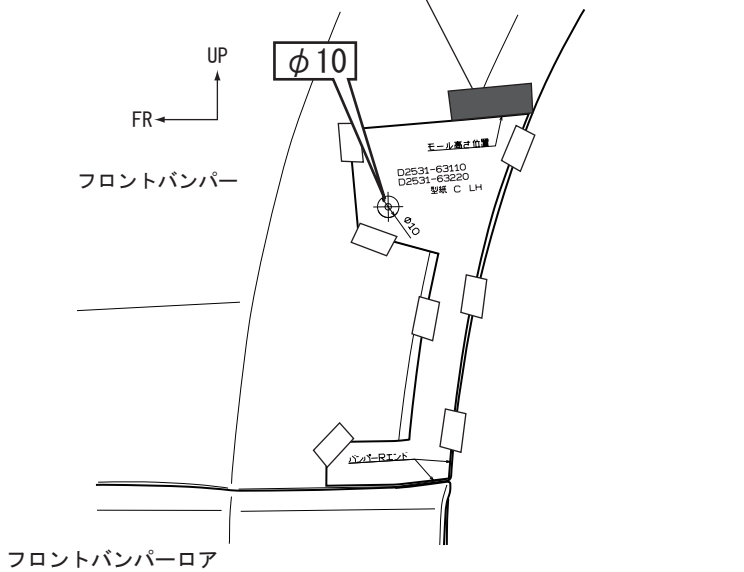 φ10
UP
FR
フロントバンパー
モール高さ位置
D2531-63110
D2531-63220
型紙 C LH
φ10
バンパーRエンド
フロントバンパーロア